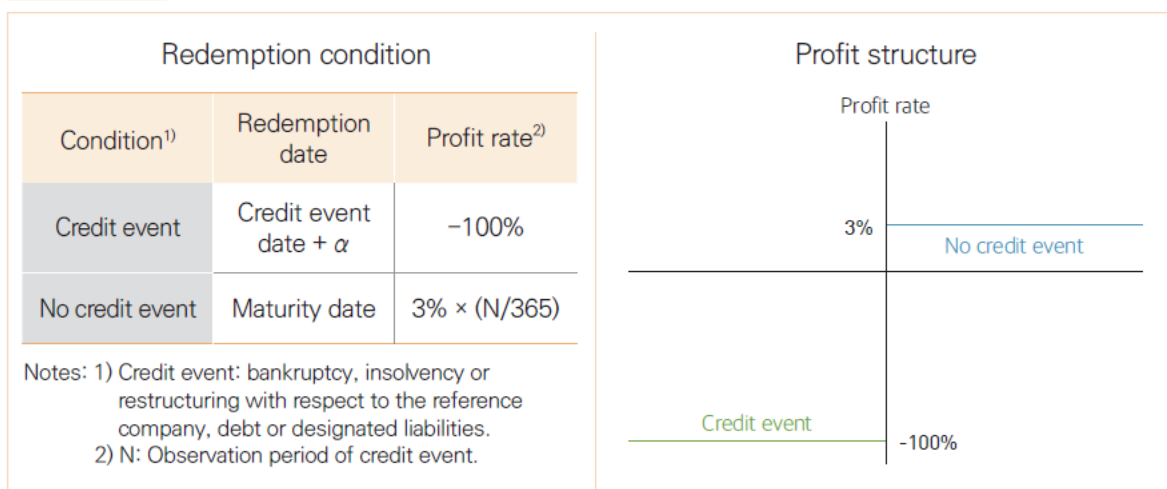 Redemption condition
Condition1)
Redemption
date
Profit rate2)
Credit event
Credit event
date + α
−100%
No credit event
Maturity date
3% × (N/365)
Notes: 1) Credit event: bankruptcy, insolvency or
restructuring with respect to the reference
company, debt or designated liabilities.
2) N: Observation period of credit event.
Profit structure
Profit rate
3%
No credit event
Credit event
-100%